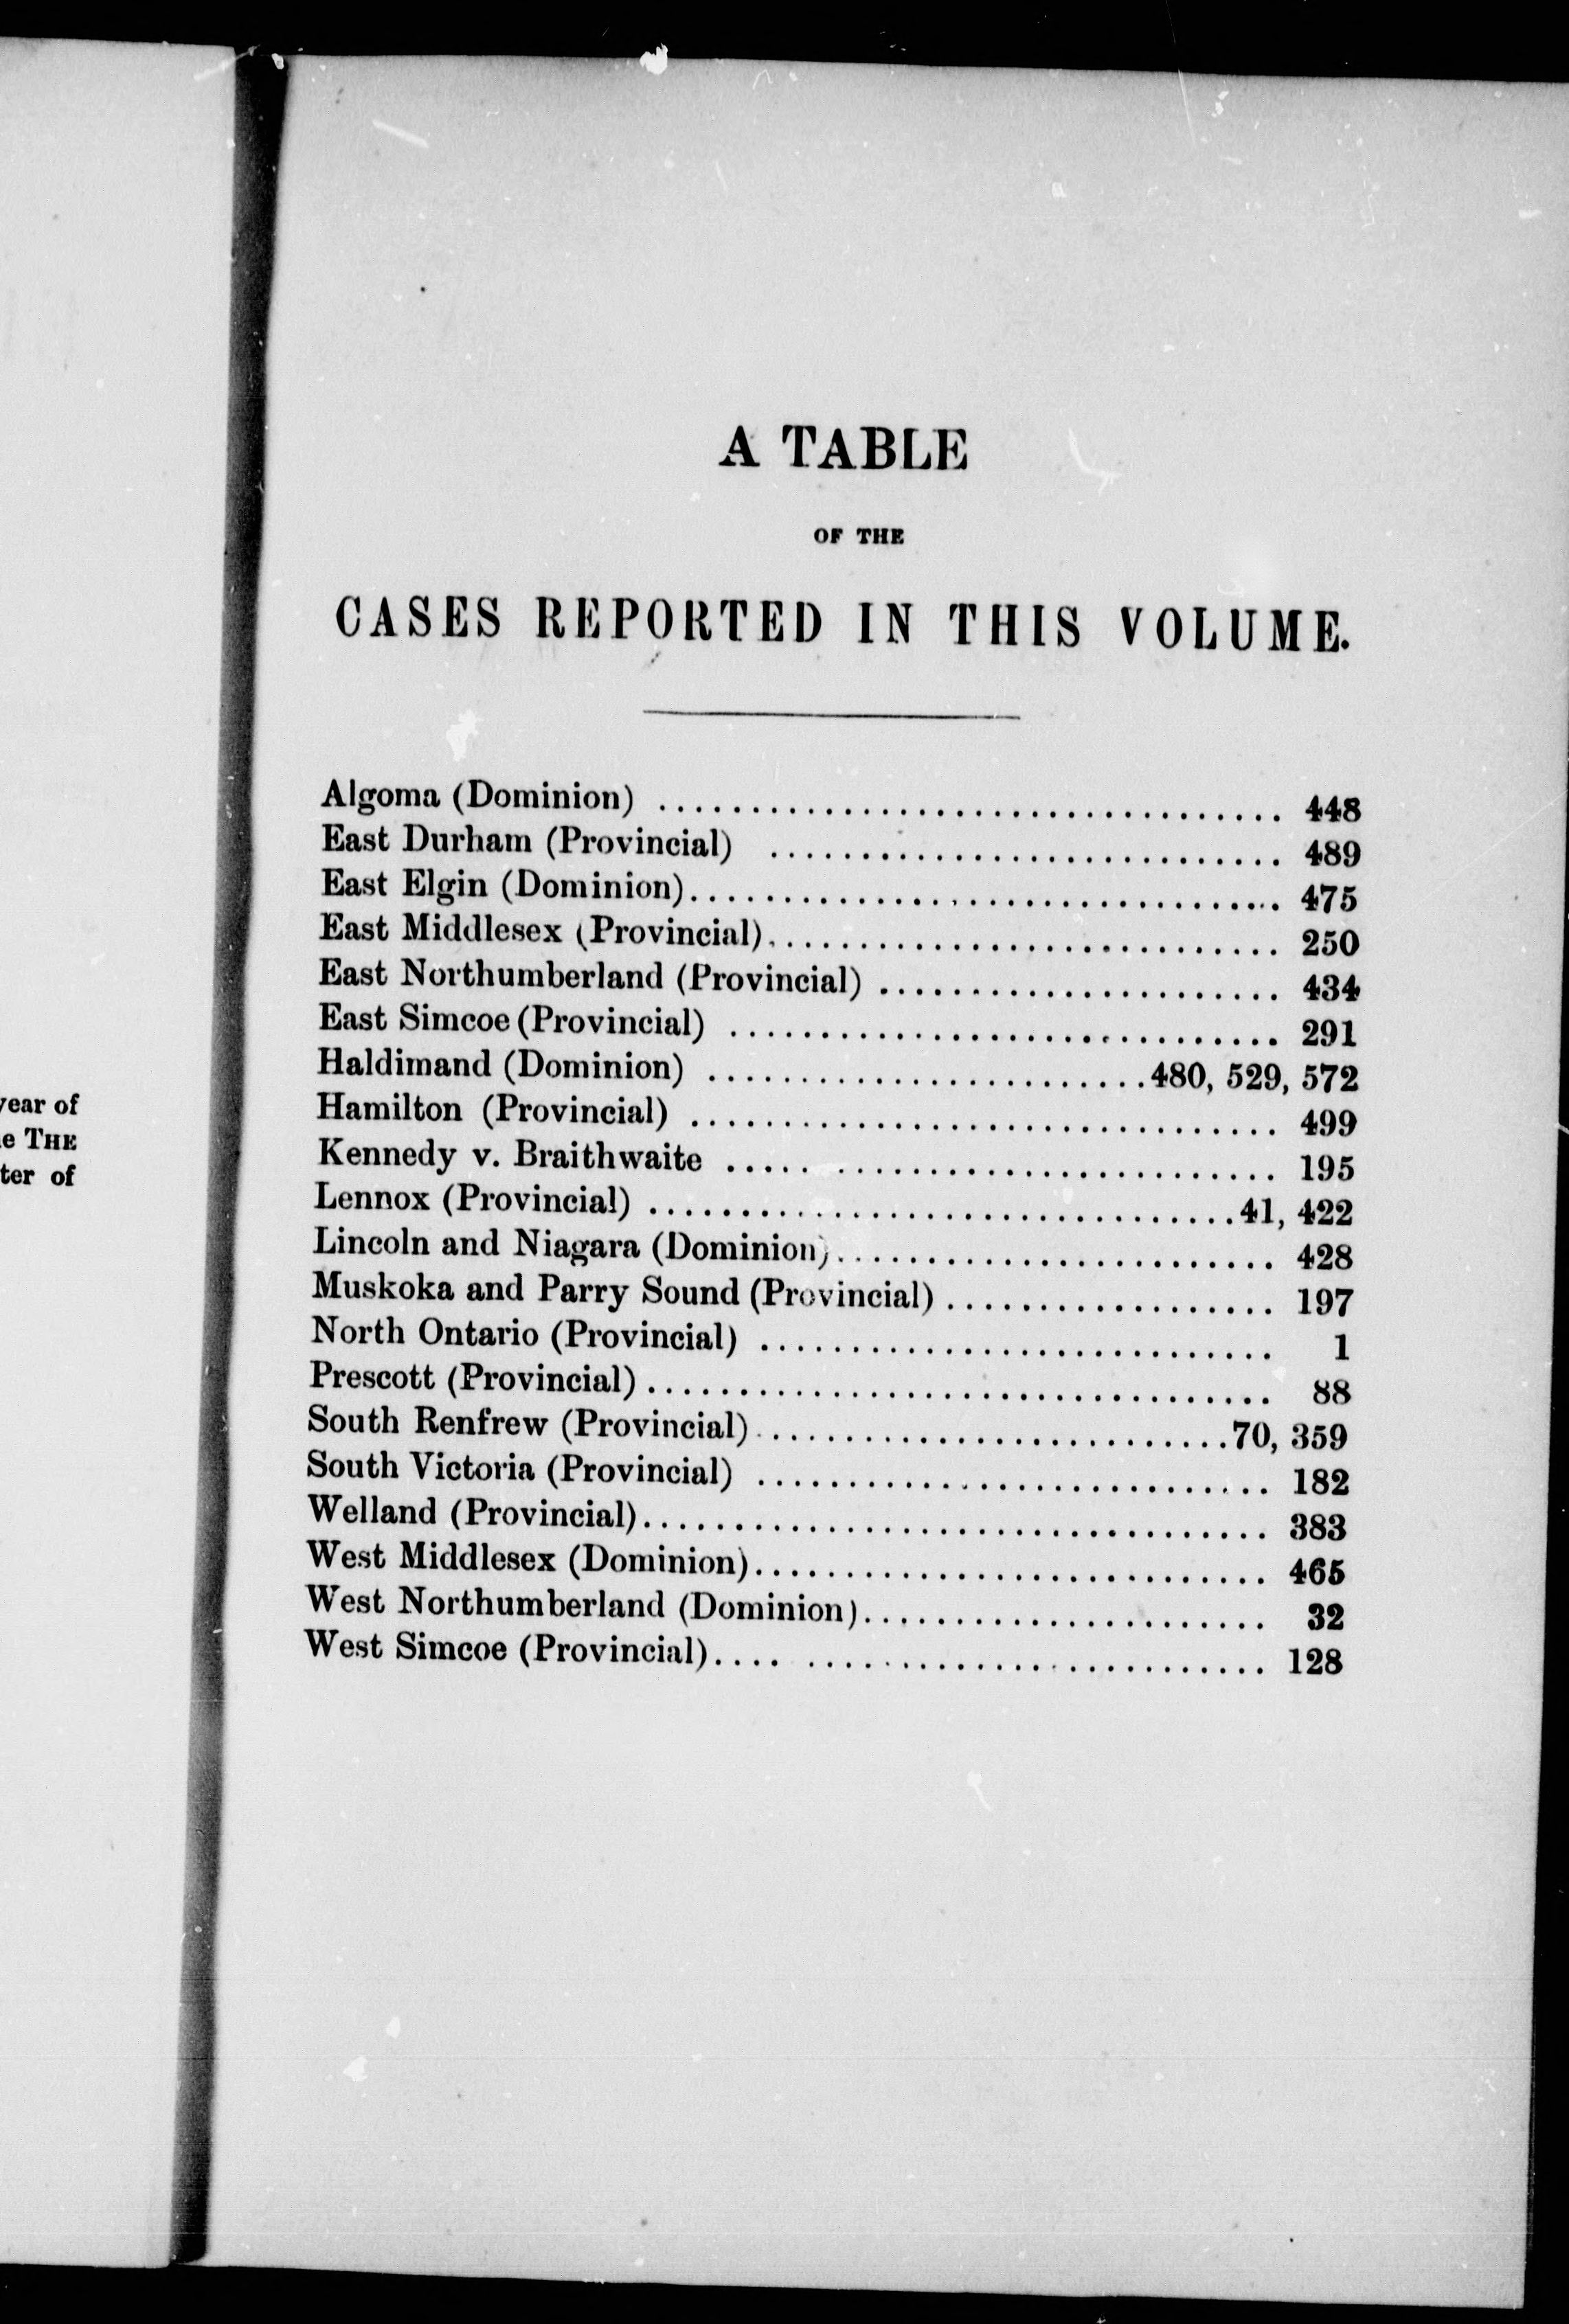 year of
e THE
ter of
A TABLE
OF THE
CASES REPORTED IN THIS VOLUME.
Algoma (Dominion) .................................. 448
East Durham (Provincial) ............................ 489
East Elgin (Dominion)................................ 475
East Middlesex (Provincial)............................ 250
East Northumberland (Provincial) ...................... 434
East Simcoe (Provincial) .............................. 291
Haldimand (Dominion) ........................480, 529, 572
Hamilton (Provincial) ................................ 499
Kennedy v. Braithwaite .............................. 195
Lennox (Provincial) ................................41, 422
Lincoln and Niagara (Dominion)........................ 428
Muskoka and Parry Sound (Provincial) .................. 197
North Ontario (Provincial) ............................ 1
Prescott (Provincial) .................................. 88
South Renfrew (Provincial)..........................70, 359
South Victoria (Provincial) ............................ 182
Welland (Provincial).................................. 383
West Middlesex (Dominion)............................ 465
West Northumberland (Dominion)...................... 32
West Simcoe (Provincial).... ......................... 128